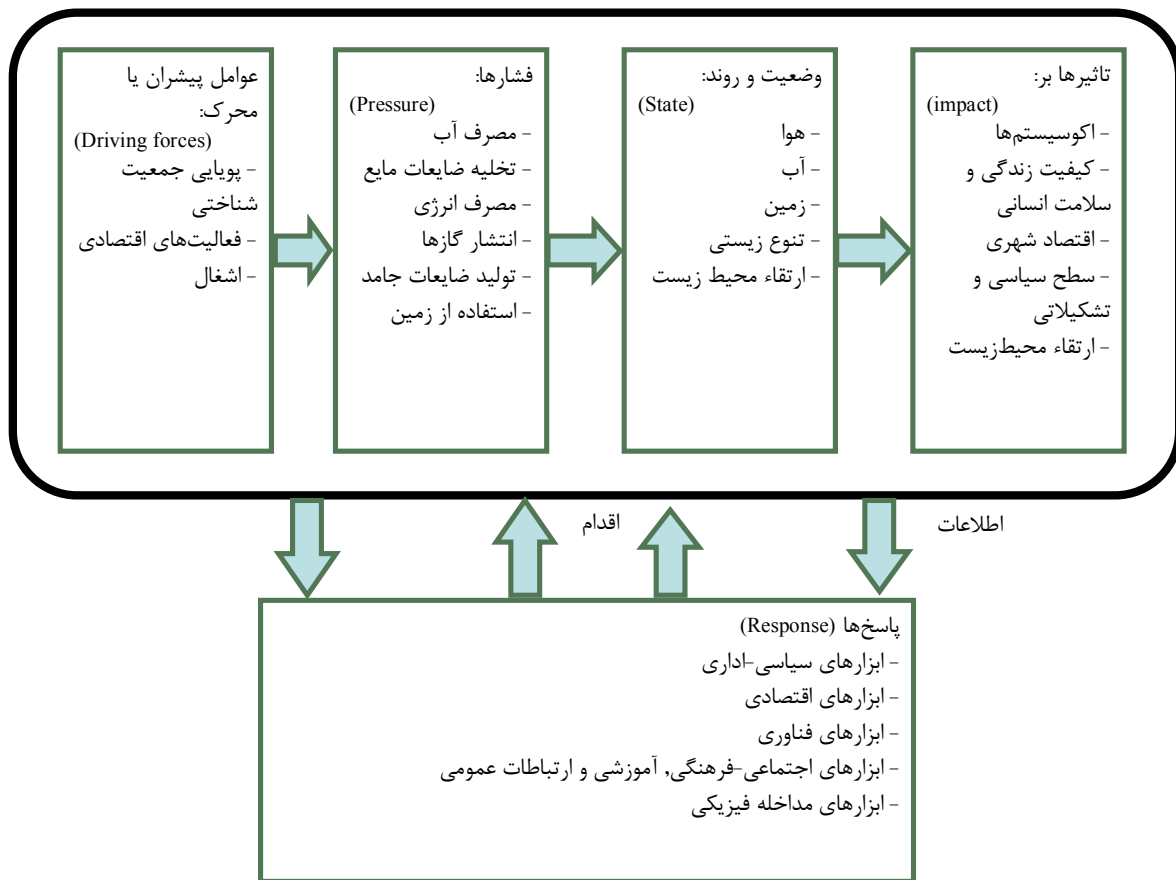 عوامل پیشران یا
محرک:
(Driving forces)
- پویایی جمعیت
شناختی
- فعالیت‌های اقتصادی
- اشغال
فشارها:
(Pressure)
- مصرف آب
- تخلیه ضایعات مایع
- مصرف انرژی
- انتشار گازها
- تولید ضایعات جامد
- استفاده از زمین
وضعیت و روند:
(State)
- هوا
- آب
- زمین
- تنوع زیستی
- ارتقاء محیط زیست
تاثیرها بر:
(impact)
- اکوسیستم‌ها
- کیفیت زندگی و
سلامت انسانی
- اقتصاد شهری
- سطح سیاسی و
تشکیلاتی
- ارتقاء محیط‌زیست
اقدام
اطلاعات
پاسخ‌ها (Response)
- ابزارهای سیاسی-اداری
- ابزارهای اقتصادی
- ابزارهای فناوری
- ابزارهای اجتماعی-فرهنگی, آموزشی و ارتباطات عمومی
- ابزارهای مداخله فیزیکی